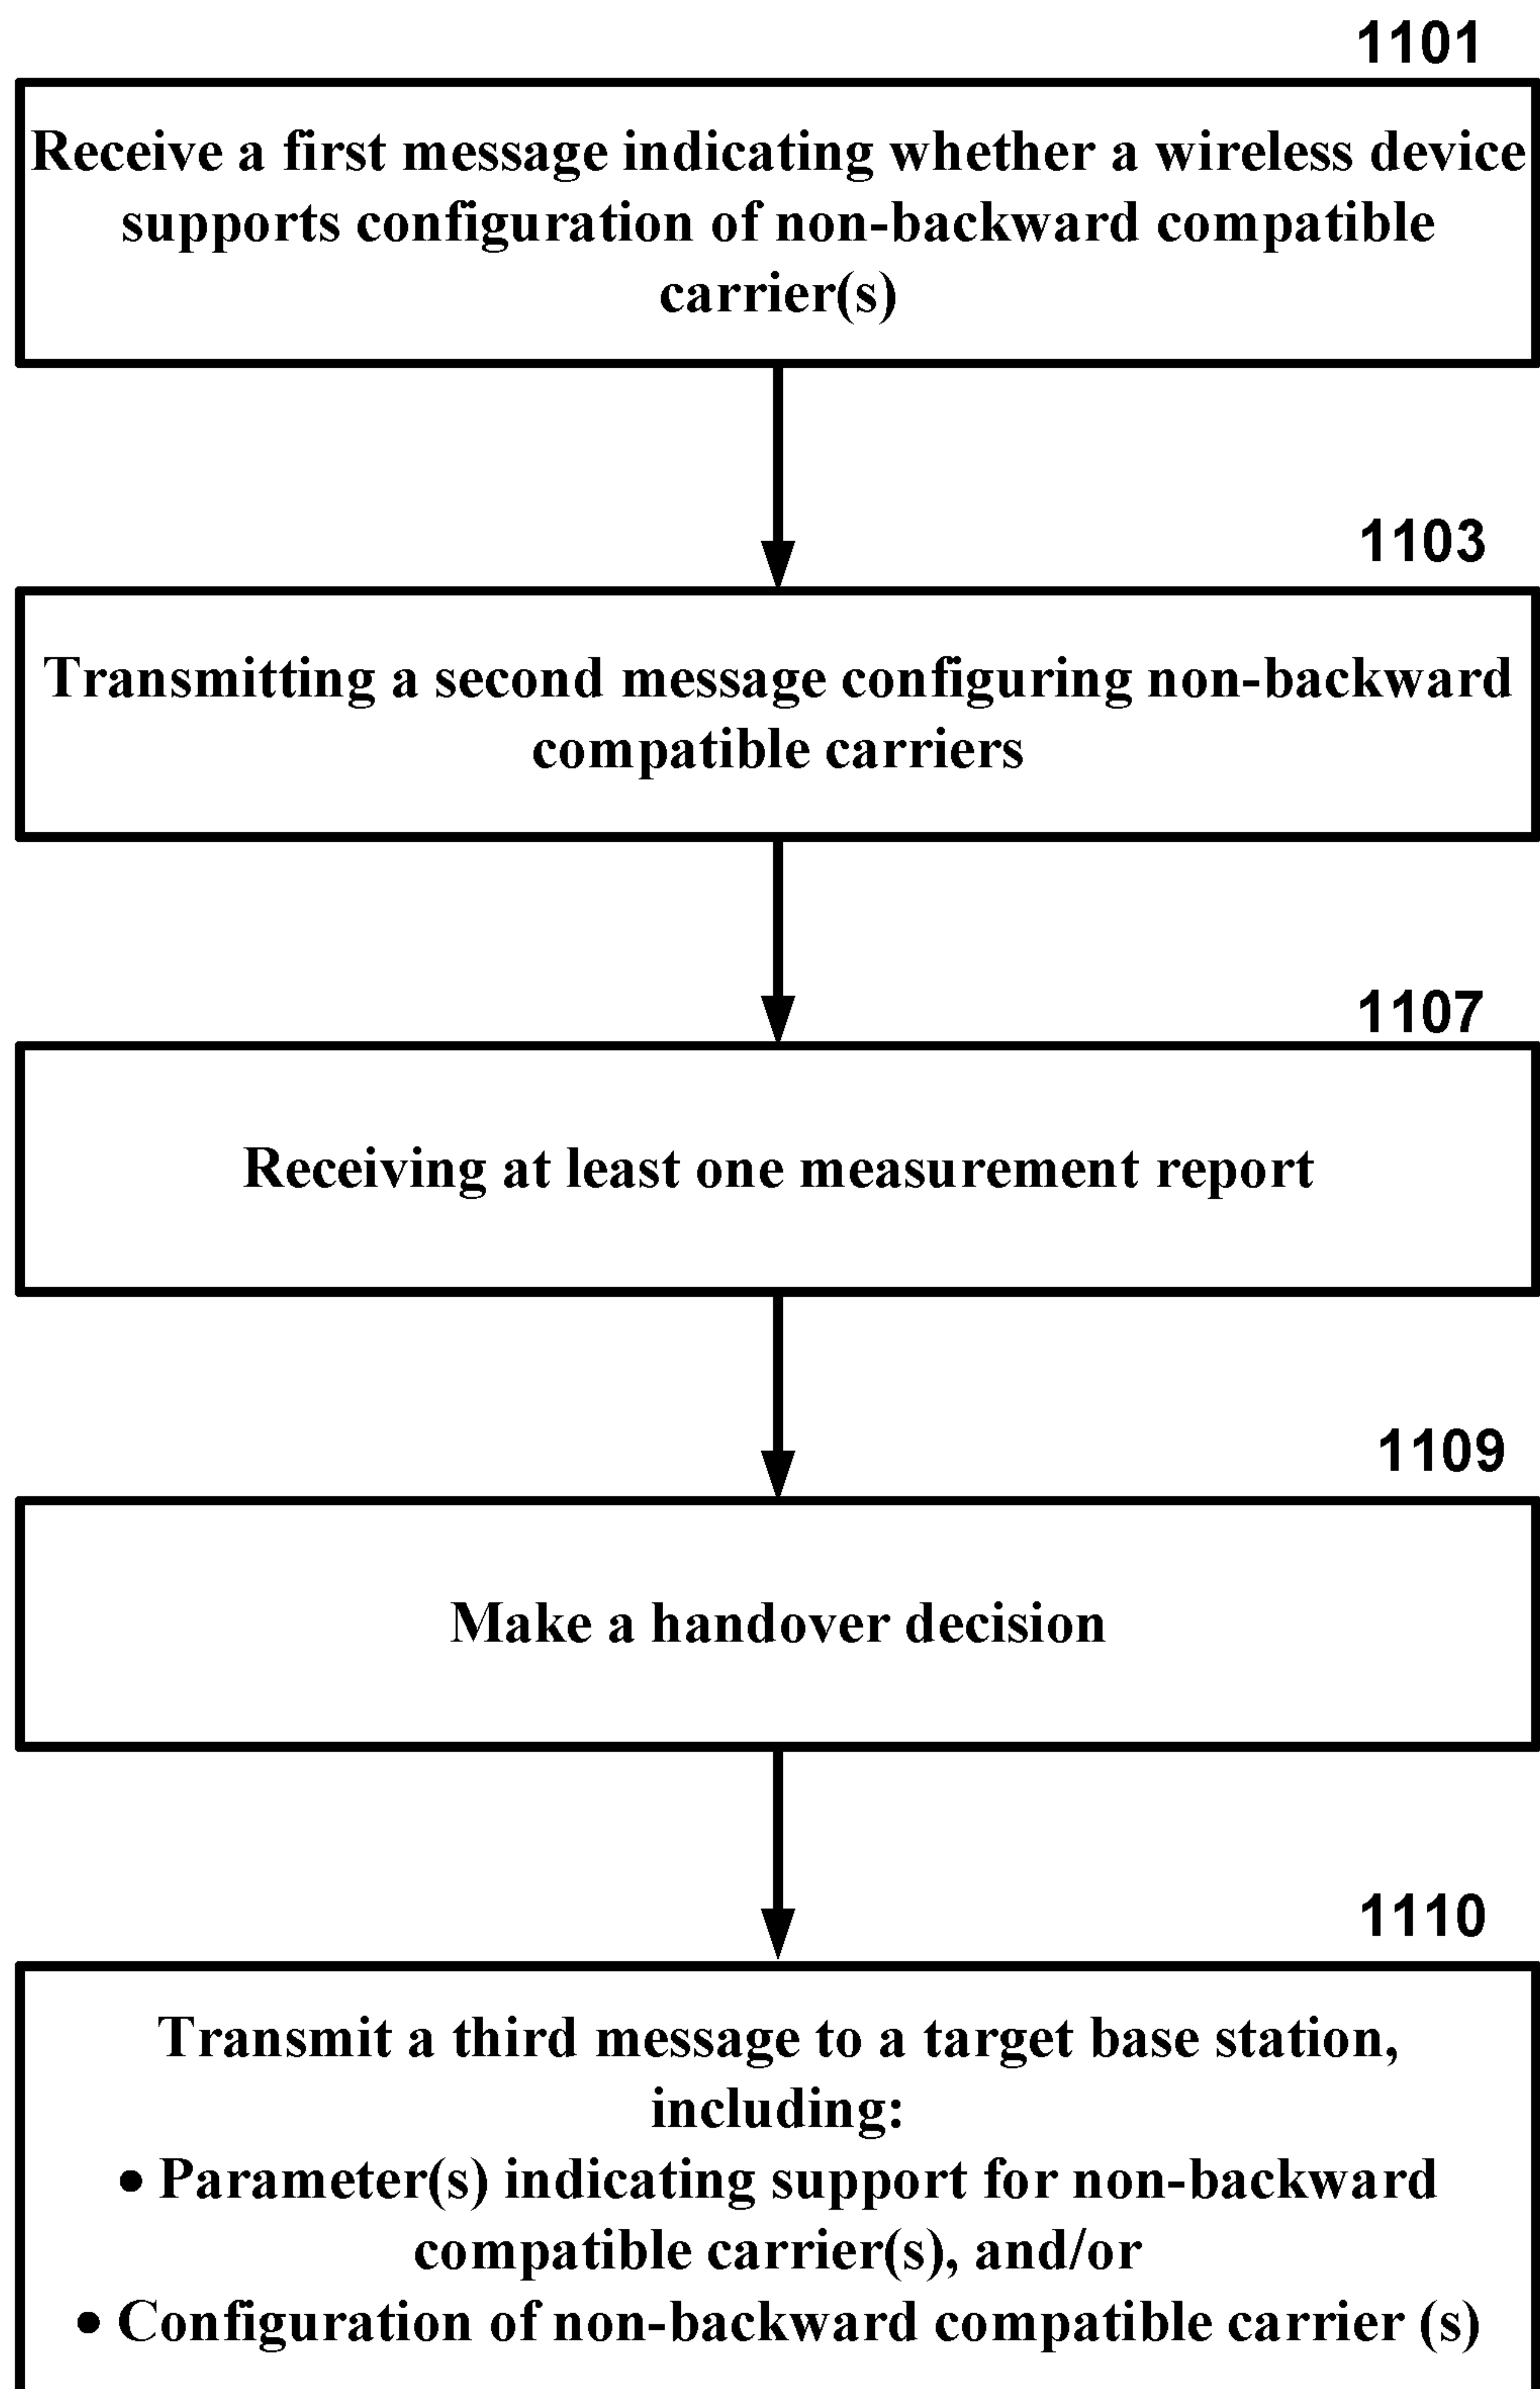 1101
Receive a first message indicating whether a wireless device
supports configuration of non-backward compatible
carrier(s)
1103
Transmitting a second message configuring non-backward
compatible carriers
1107
Receiving at least one measurement report
1109
Make a handover decision
1110
Transmit a third message to a target base station,
including:
• Parameter(s) indicating support for non-backward
compatible carrier(s), and/or
• Configuration of non-backward compatible carrier (s)